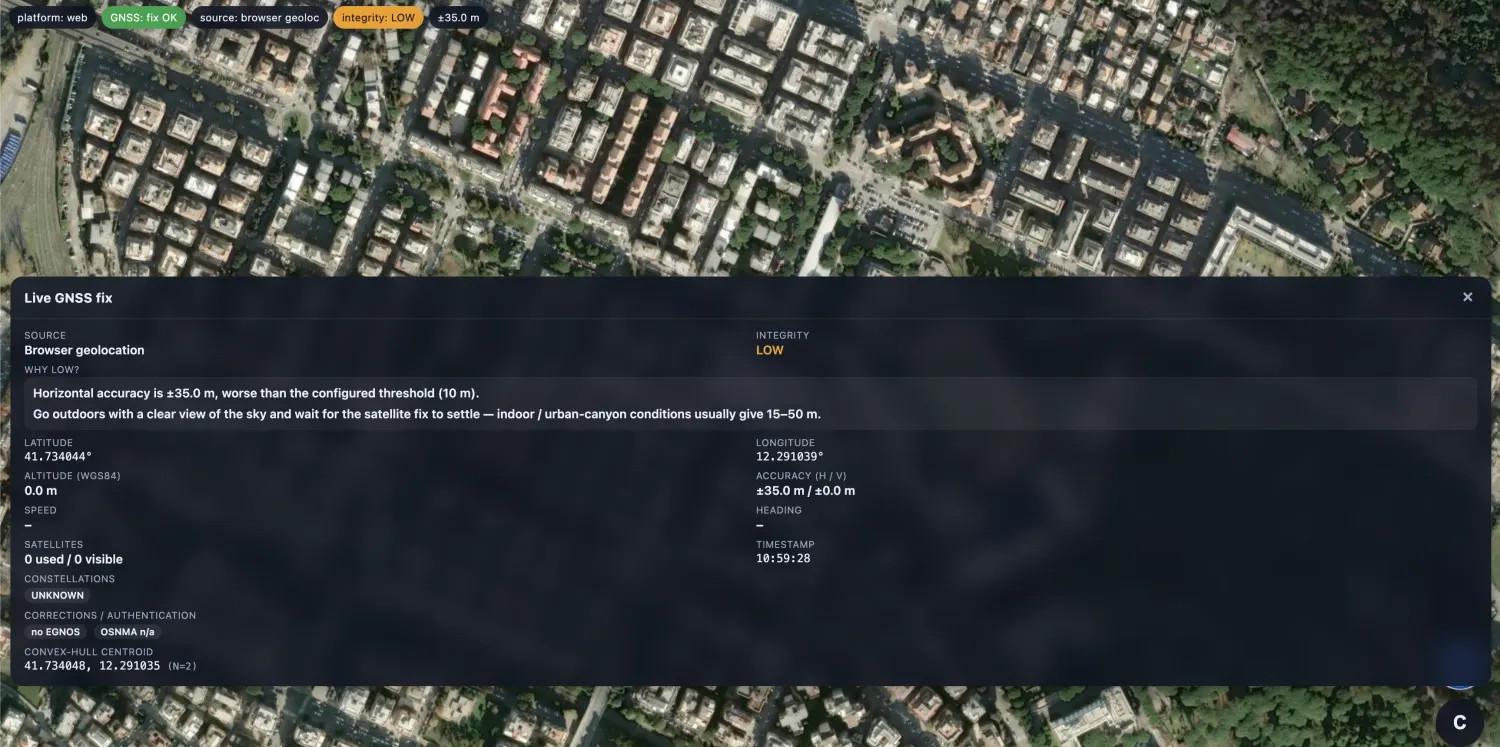 platform: web
GNSS: fix OK
source: browser geoloc
integrity: LOW
±35.0 m
Live GNSS fix
×
SOURCE
Browser geolocation
INTEGRITY
LOW
WHY LOW?
Horizontal accuracy is ±35.0 m, worse than the configured threshold (10 m).
Go outdoors with a clear view of the sky and wait for the satellite fix to settle — indoor / urban-canyon conditions usually give 15–50 m.
LATITUDE
41.734044°
LONGITUDE
12.291039°
ALTITUDE (WGS84)
0.0 m
ACCURACY (H / V)
±35.0 m / ±0.0 m
SPEED
–
HEADING
–
SATELLITES
0 used / 0 visible
TIMESTAMP
10:59:28
CONSTELLATIONS
UNKNOWN
CORRECTIONS / AUTHENTICATION
no EGNOS
OSNMA n/a
CONVEX-HULL CENTROID
41.734048, 12.291035 (N=2)
C